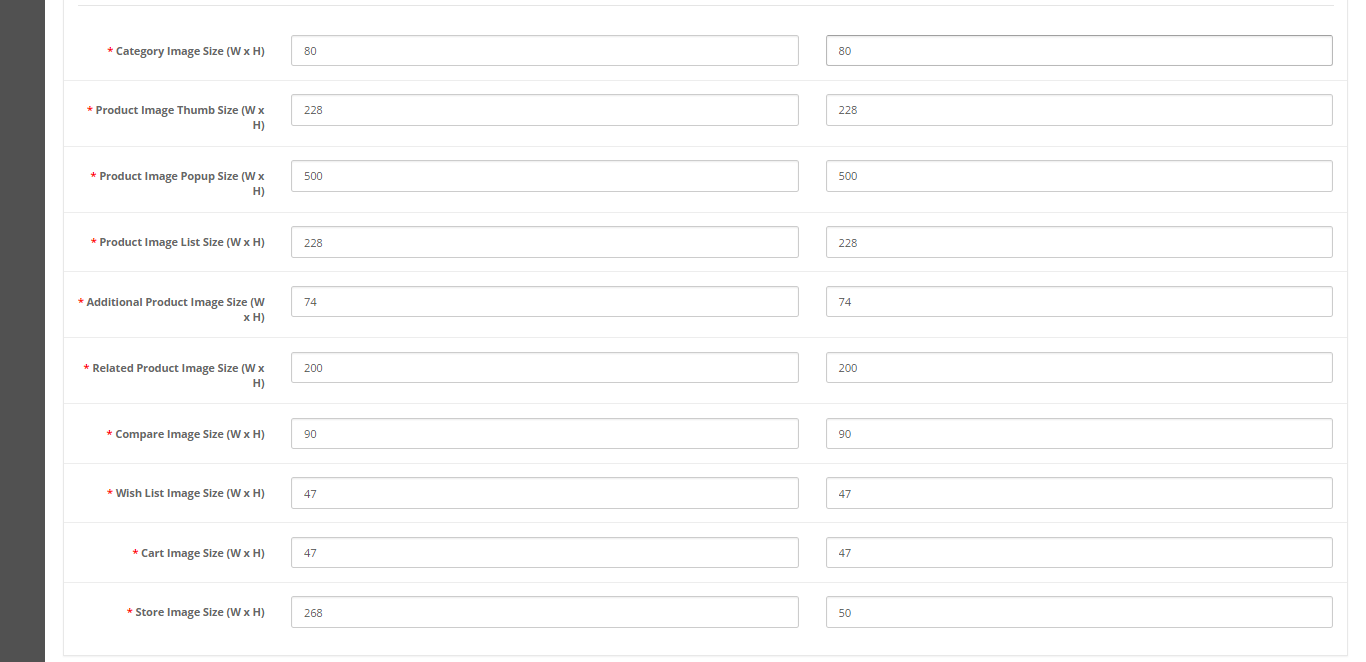 * Category Image Size (W x H) 80 80
* Product Image Thumb Size (W x
H) 228 228
* Product Image Popup Size (W x
H) 500 500
* Product Image List Size (W x H) 228 228
* Additional Product Image Size (W
x H) 74 74
* Related Product Image Size (W x
H) 200 200
* Compare Image Size (W x H) 90 90
* Wish List Image Size (W x H) 47 47
* Cart Image Size (W x H) 47 47
* Store Image Size (W x H) 268 50